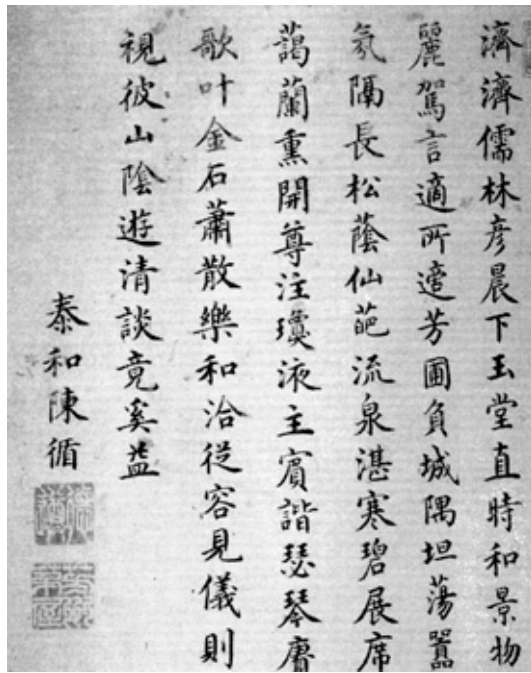 濟濟儒林彥晨下玉堂直時和景物
麗駕言適所適芳圃負城隅坦蕩囂
氛隔長松蔭仙葩流泉湛寒碧展席
藹蘭熏開尊注瓊液主賓諧瑟琴賡
歌叶金石蕭散樂和洽從容見儀則
視彼山陰遊清談竟奚益
泰和陳循